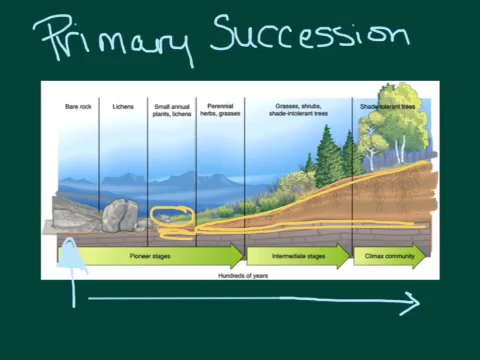 Primary Succession
Bare rock
Lichens
Small annual
plants, lichens
Perennial
herbs, grasses
Grasses, shrubs,
shade-intolerant trees
Shade-tolerant trees
Pioneer stages
Intermediate stages
Climax community
Hundreds of years